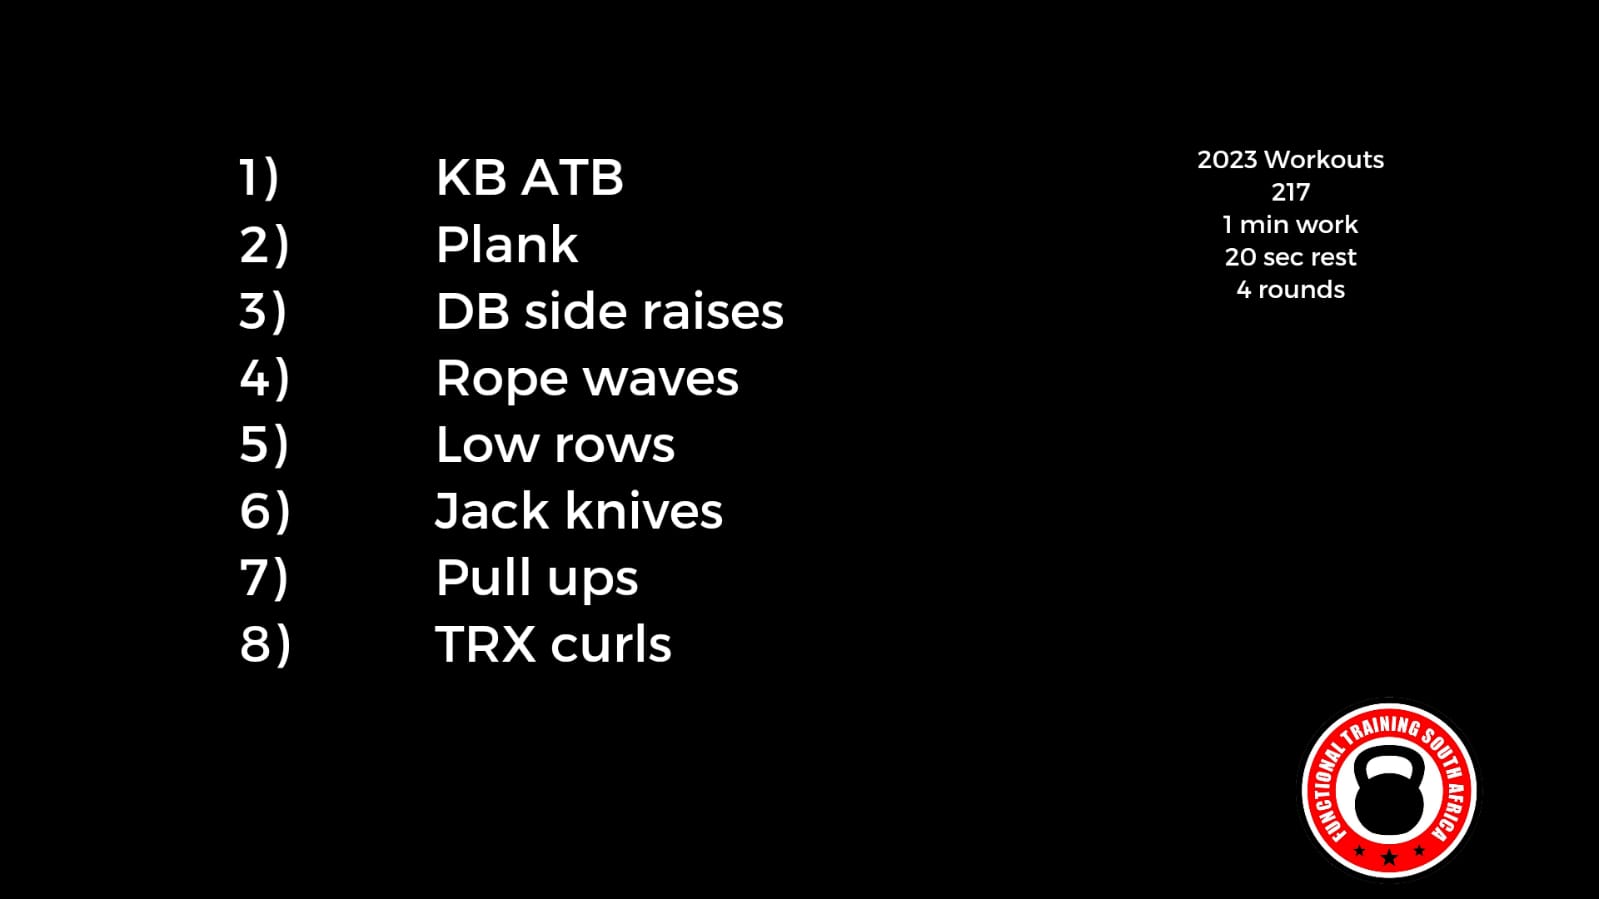 1) KB ATB
2) Plank
3) DB side raises
4) Rope waves
5) Low rows
6) Jack knives
7) Pull ups
8) TRX curls
2023 Workouts
217
1 min work
20 sec rest
4 rounds
FUNCTIONAL TRAINING SOUTH AFRICA